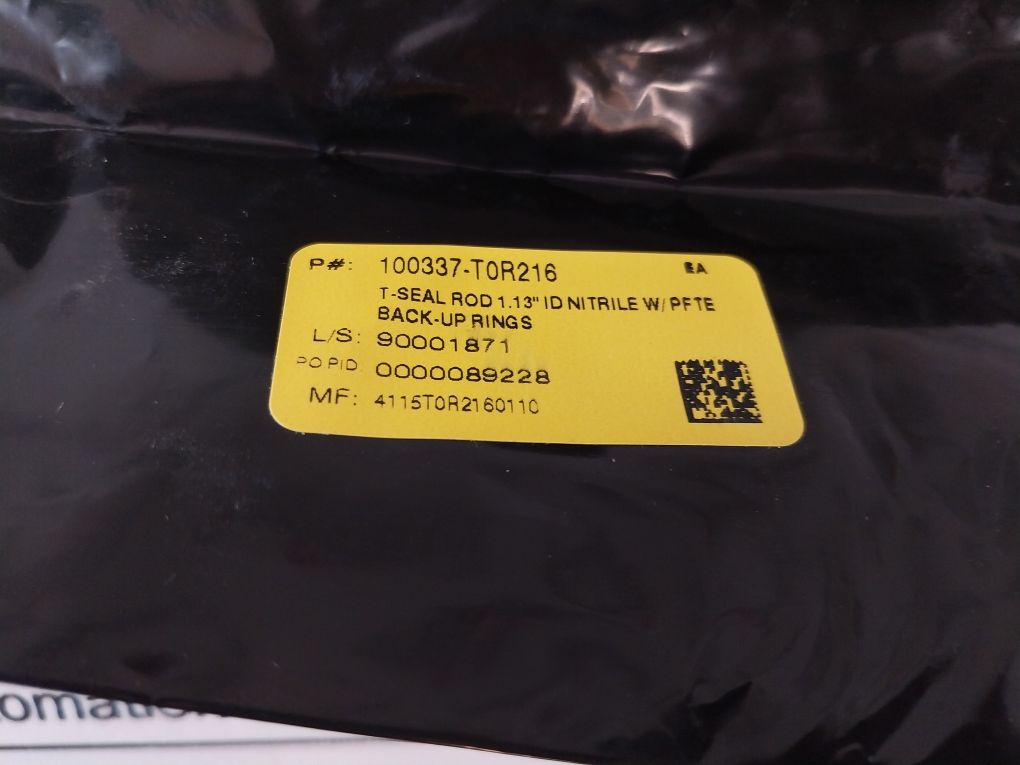 P#: 100337-T0R216 EA
T-SEAL ROD 1.13" ID NITRILE W/ PFTE
BACK-UP RINGS
L/S: 90001871
PO PID: 0000089228
MF: 4115T0R2160110